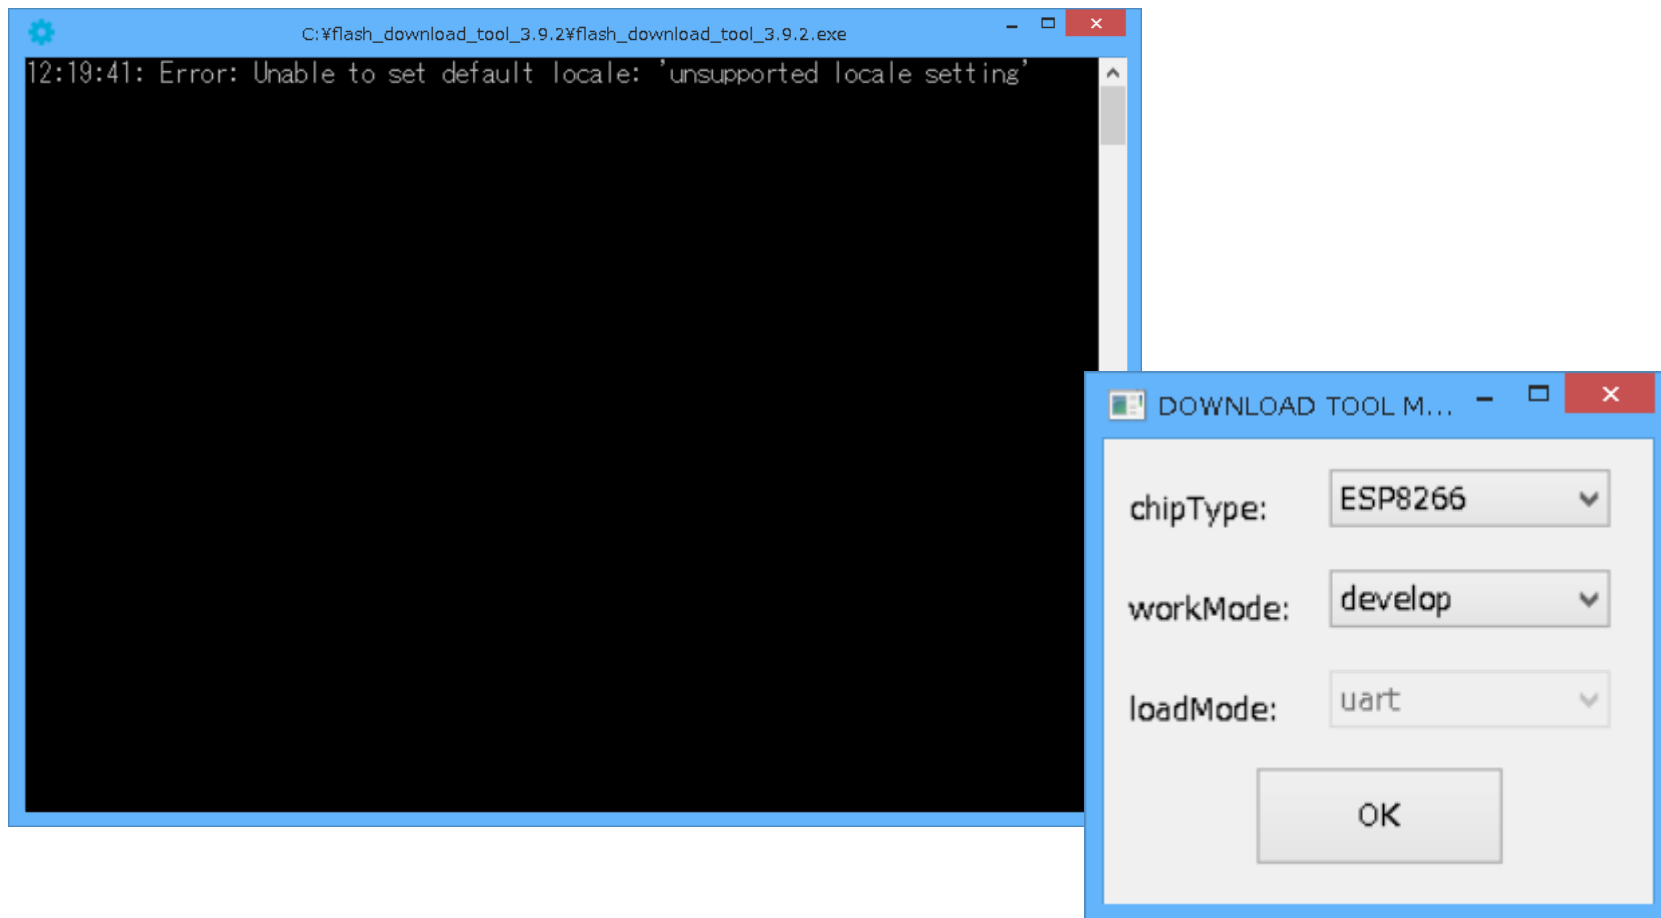 C:¥flash_download_tool_3.9.2¥flash_download_tool_3.9.2.exe
12:19:41: Error: Unable to set default locale: 'unsupported locale setting'
DOWNLOAD TOOL M...
chipType: ESP8266
workMode: develop
loadMode: uart
OK